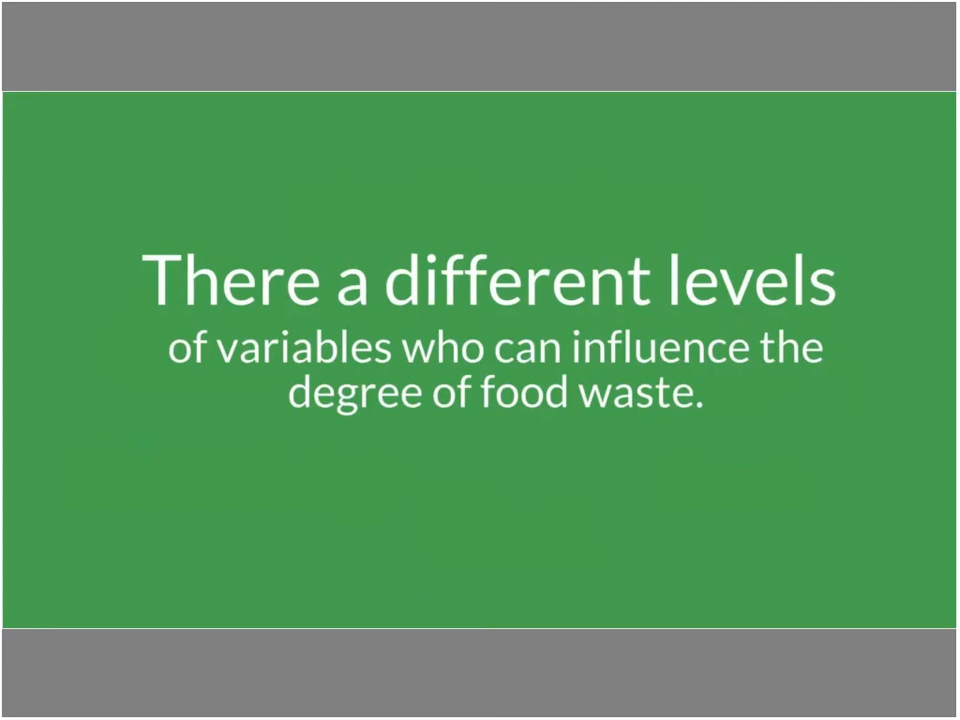 There a different levels
of variables who can influence the
degree of food waste.